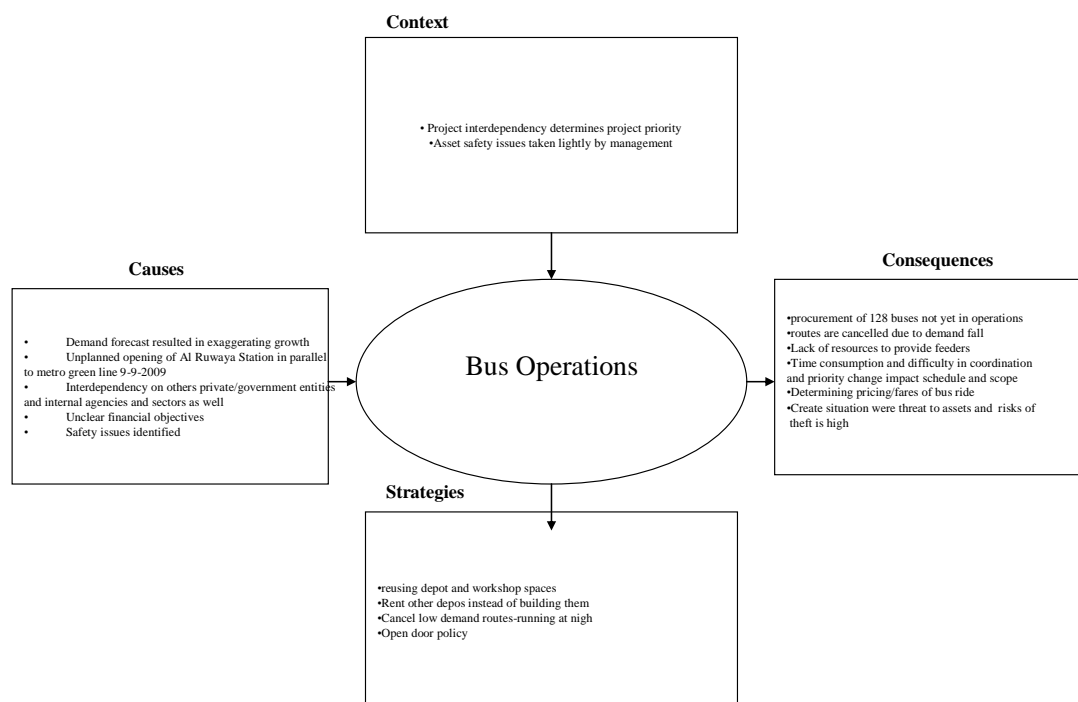 Context
• Project interdependency determines project priority
•Asset safety issues taken lightly by management
Causes
• Demand forecast resulted in exaggerating growth
• Unplanned opening of Al Ruwaya Station in parallel
to metro green line 9-9-2009
• Interdependency on others private/government entities
and internal agencies and sectors as well
• Unclear financial objectives
• Safety issues identified
Bus Operations
Consequences
•procurement of 128 buses not yet in operations
•routes are cancelled due to demand fall
•Lack of resources to provide feeders
•Time consumption and difficulty in coordination
and priority change impact schedule and scope
•Determining pricing/fares of bus ride
•Create situation were threat to assets and risks of
theft is high
Strategies
•reusing depot and workshop spaces
•Rent other depos instead of building them
•Cancel low demand routes-running at nigh
•Open door policy